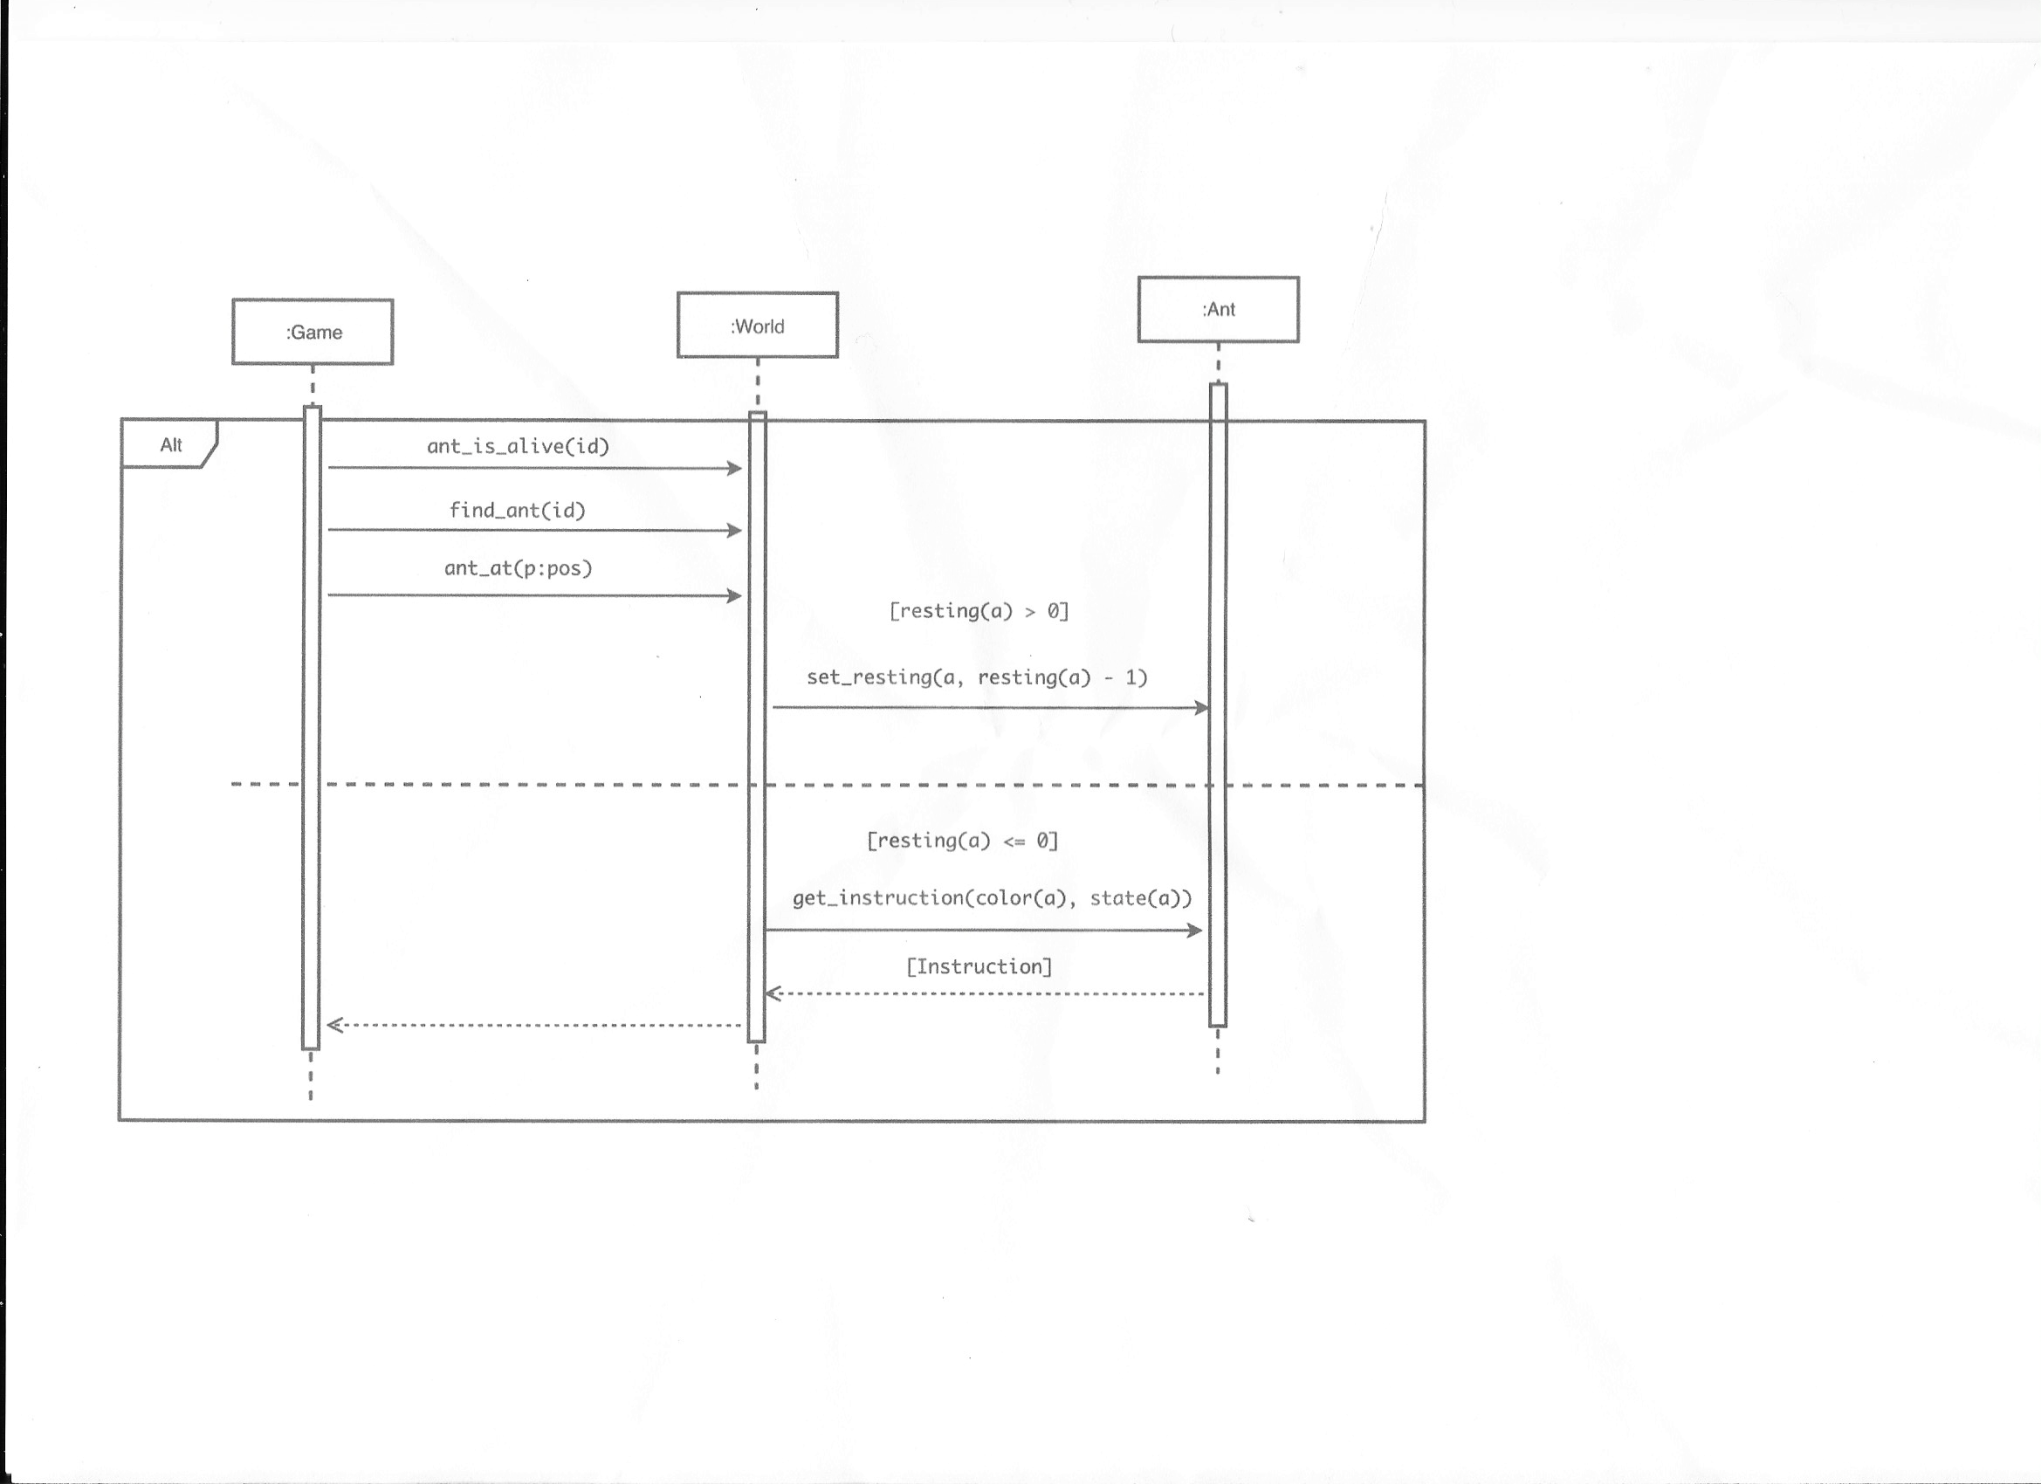 :Game
:World
:Ant
Alt
ant_is_alive(id)
find_ant(id)
ant_at(p:pos)
[resting(a) > 0]
set_resting(a, resting(a) - 1)
[resting(a) <= 0]
get_instruction(color(a), state(a))
[Instruction]